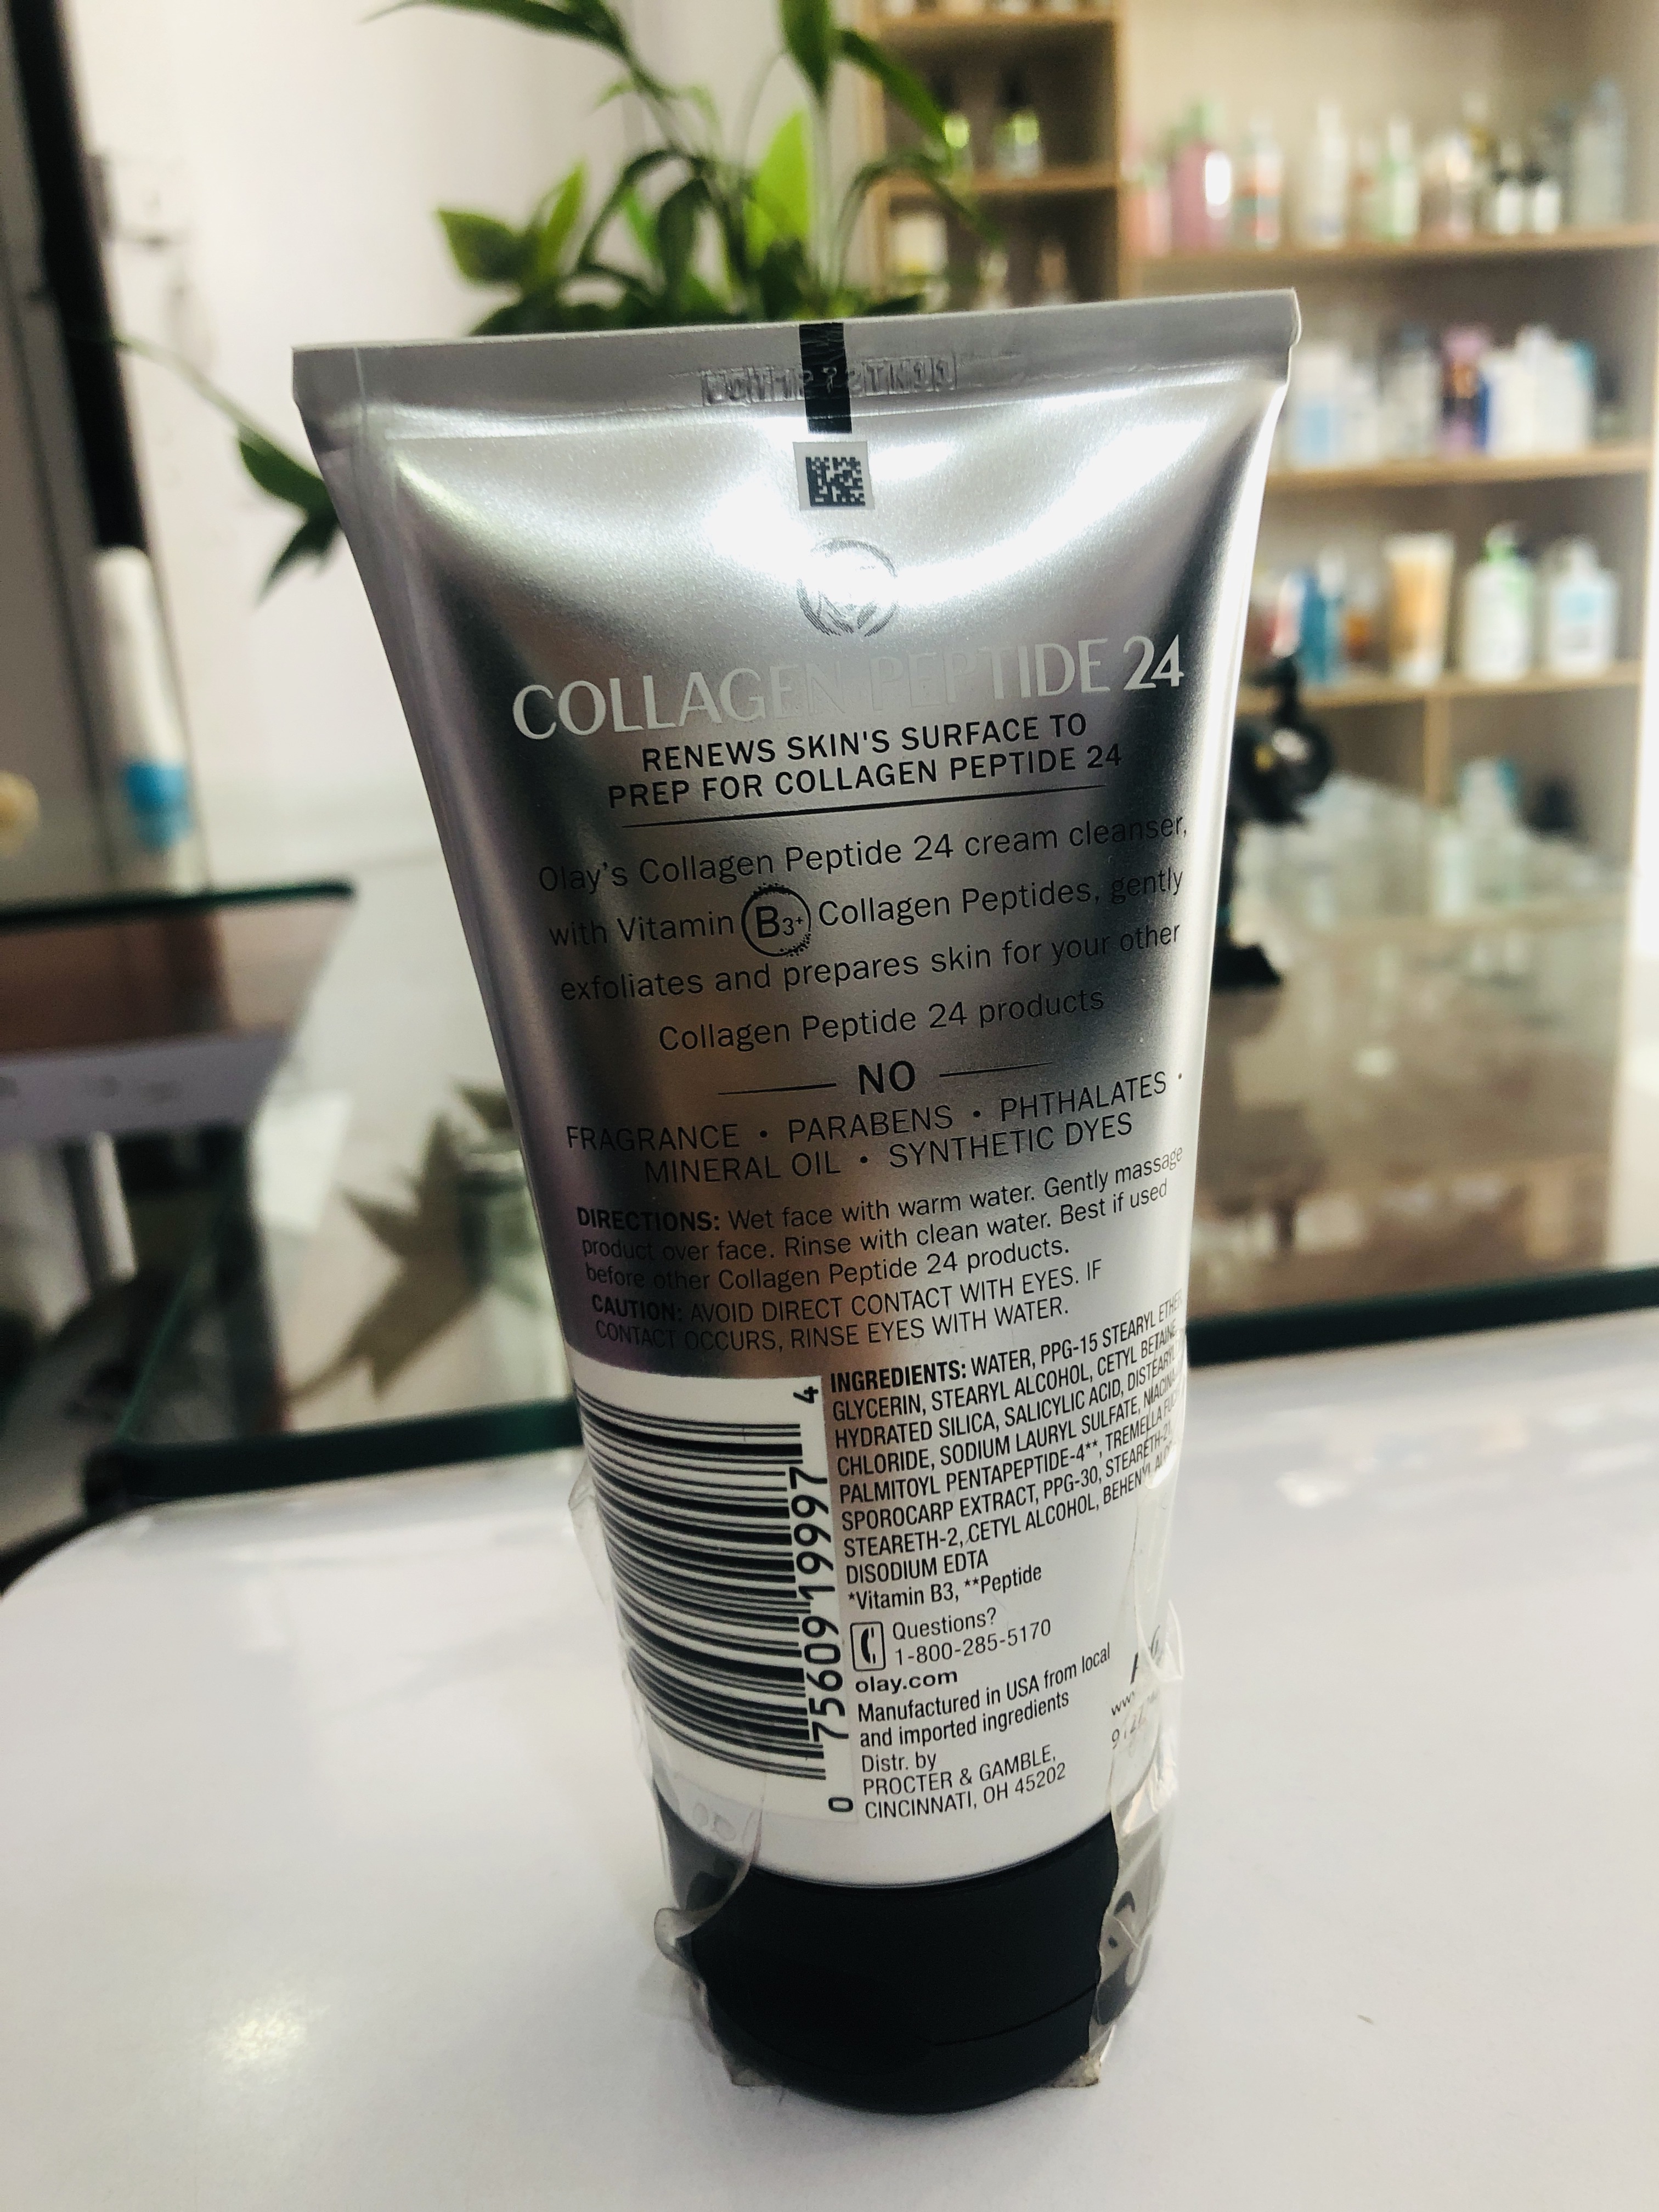 COLLAGEN PEPTIDE 24
RENEWS SKIN'S SURFACE TO
PREP FOR COLLAGEN PEPTIDE 24
Olay's Collagen Peptide 24 cream cleanser,
with Vitamin B3+ Collagen Peptides, gently
exfoliates and prepares skin for your other
Collagen Peptide 24 products
NO
FRAGRANCE • PARABENS • PHTHALATES •
MINERAL OIL • SYNTHETIC DYES
DIRECTIONS: Wet face with warm water. Gently massage
product over face. Rinse with clean water. Best if used
before other Collagen Peptide 24 products.
CAUTION: AVOID DIRECT CONTACT WITH EYES. IF
CONTACT OCCURS, RINSE EYES WITH WATER.
INGREDIENTS: WATER, PPG-15 STEARYL ETHER,
GLYCERIN, STEARYL ALCOHOL, CETYL BETAINE,
HYDRATED SILICA, SALICYLIC ACID,
CHLORIDE, SODIUM LAURYL SULFATE,
PALMITOYL PENTAPEPTIDE-4**, TREMELLA
SPOROCARP EXTRACT, PPG-30, STEARETH-21,
STEARETH-2, CETYL ALCOHOL,
DISODIUM EDTA
*Vitamin B3, **Peptide
Questions?
1-800-285-5170
olay.com
Manufactured in USA from local
and imported ingredients
Distr. by
PROCTER & GAMBLE,
CINCINNATI, OH 45202
0 75609 19997 4